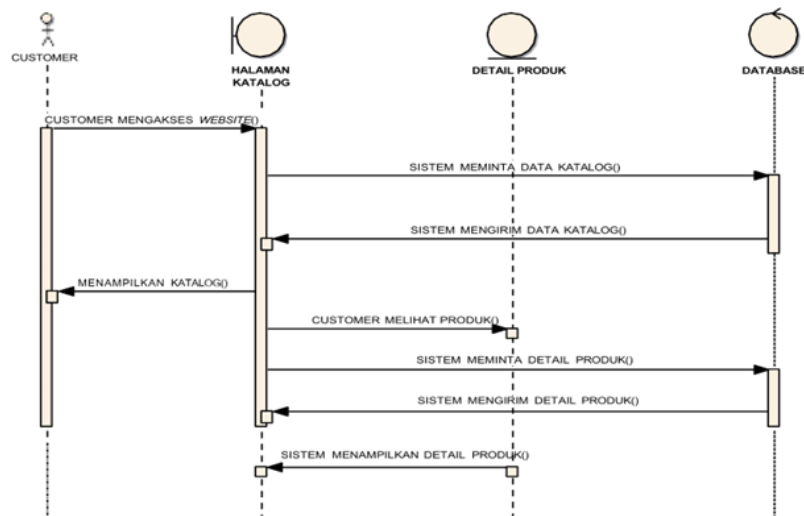 CUSTOMER
HALAMAN
KATALOG
DETAIL PRODUK
DATABASE
CUSTOMER MENGAKSES WEBSITE()
SISTEM MEMINTA DATA KATALOG()
SISTEM MENGIRIM DATA KATALOG()
MENAMPILKAN KATALOG()
CUSTOMER MELIHAT PRODUK()
SISTEM MEMINTA DETAIL PRODUK()
SISTEM MENGIRIM DETAIL PRODUK()
SISTEM MENAMPILKAN DETAIL PRODUK()